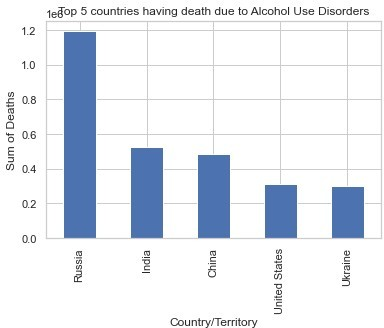 Top 5 countries having death due to Alcohol Use Disorders
1e6
1.2
1.0
0.8
0.6
0.4
0.2
0.0
Sum of Deaths
Russia
India
China
United States
Ukraine
Country/Territory